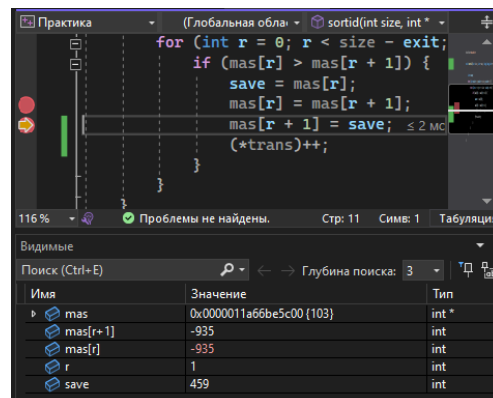 Практика (Глобальная обла sortid(int size, int *
for (int r = 0; r < size - exit;
if (mas[r] > mas[r + 1]) {
save = mas[r];
mas[r] = mas[r + 1];
mas[r + 1] = save; ≤ 2 мс
(*trans)++;
}
}
}
116 % Проблемы не найдены. Стр: 11 Симв: 1 Табуляци
Видимые
Поиск (Ctrl+E) Глубина поиска: 3
Имя Значение Тип
mas 0x0000011a66be5c00 {103} int *
mas[r+1] -935 int
mas[r] -935 int
r 1 int
save 459 int